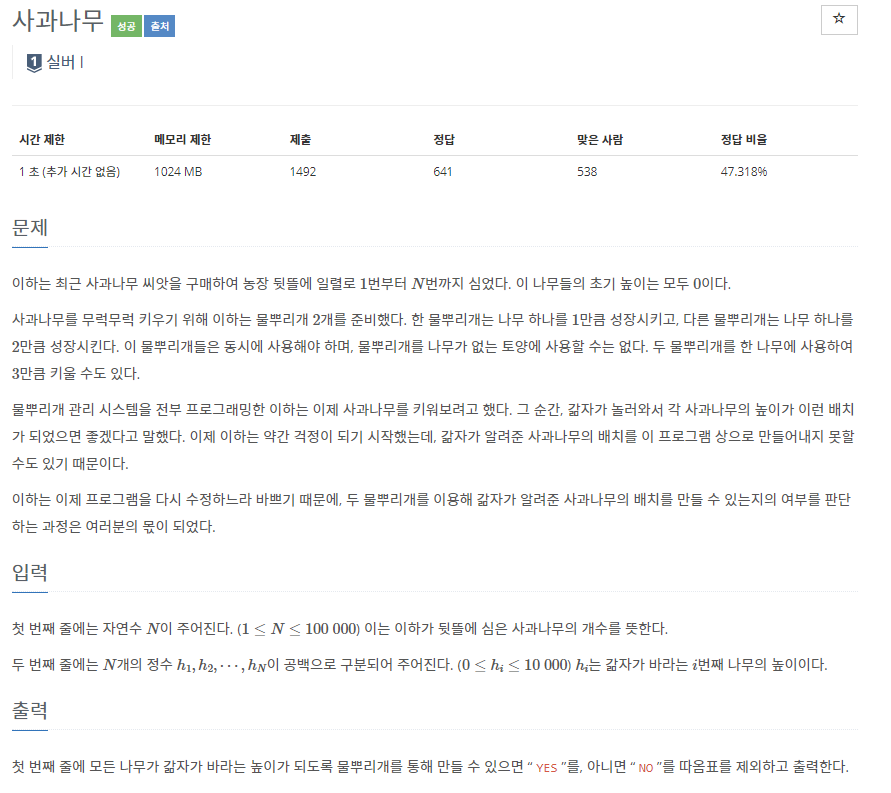 사과나무 성공 출처
☆
1 실버 I
시간 제한 메모리 제한 제출 정답 맞은 사람 정답 비율
1 초 (추가 시간 없음) 1024 MB 1492 641 538 47.318%
문제
이하는 최근 사과나무 씨앗을 구매하여 농장 뒷뜰에 일렬로 1번부터 N번까지 심었다. 이 나무들의 초기 높이는 모두 0이다.
사과나무를 무럭무럭 키우기 위해 이하는 물뿌리개 2개를 준비했다. 한 물뿌리개는 나무 하나를 1만큼 성장시키고, 다른 물뿌리개는 나무 하나를
2만큼 성장시킨다. 이 물뿌리개들은 동시에 사용해야 하며, 물뿌리개를 나무가 없는 토양에 사용할 수는 없다. 두 물뿌리개를 한 나무에 사용하여
3만큼 키울 수도 있다.
물뿌리개 관리 시스템을 전부 프로그래밍한 이하는 이제 사과나무를 키워보려고 했다. 그 순간, 갊자가 놀러와서 각 사과나무의 높이가 이런 배치
가 되었으면 좋겠다고 말했다. 이제 이하는 약간 걱정이 되기 시작했는데, 갊자가 알려준 사과나무의 배치를 이 프로그램 상으로 만들어내지 못할
수도 있기 때문이다.
이하는 이제 프로그램을 다시 수정하느라 바쁘기 때문에, 두 물뿌리개를 이용해 갊자가 알려준 사과나무의 배치를 만들 수 있는지의 여부를 판단
하는 과정은 여러분의 몫이 되었다.
입력
첫 번째 줄에는 자연수 N이 주어진다. (1 ≤ N ≤ 100 000) 이는 이하가 뒷뜰에 심은 사과나무의 개수를 뜻한다.
두 번째 줄에는 N개의 정수 h₁, h₂, ⋯, h_N이 공백으로 구분되어 주어진다. (0 ≤ hᵢ ≤ 10 000) hᵢ는 갊자가 바라는 i번째 나무의 높이이다.
출력
첫 번째 줄에 모든 나무가 갊자가 바라는 높이가 되도록 물뿌리개를 통해 만들 수 있으면 “ YES ”를, 아니면 “ NO ”를 따옴표를 제외하고 출력한다.